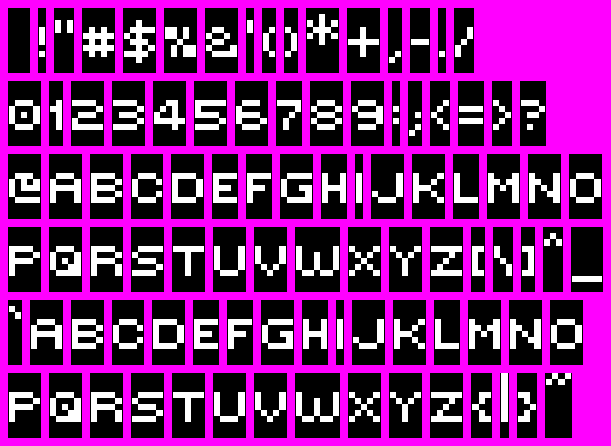 !"#$%&'()*+,-./
0123456789:;<=>?
@ABCDEFGHIJKLMNO
PQRSTUVWXYZ[\]^_
`ABCDEFGHIJKLMNO
PQRSTUVWXYZ{|}~